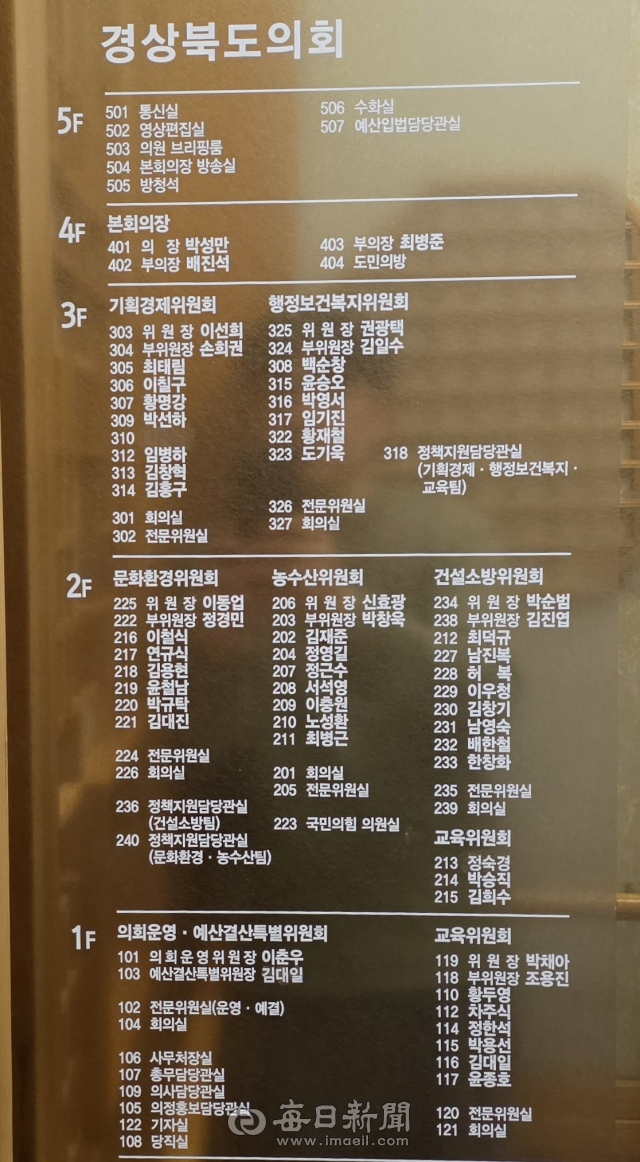 경상북도의회
5F
501 통신실
502 영상편집실
503 의원 브리핑룸
504 본회의장 방송실
505 방청석
506 수화실
507 예산입법담당관실
4F
본회의장
401 의 장 박성만
402 부의장 배진석
403 부의장 최병준
404 도민의방
3F
기획경제위원회
303 위 원 장 이선희
304 부위원장 손희권
305 최태림
306 이칠구
307 황명강
309 박선하
310
312 임병하
313 김창혁
314 김홍구
301 회의실
302 전문위원실
행정보건복지위원회
325 위 원 장 권광택
324 부위원장 김일수
308 백순창
315 윤승오
316 박영서
317 임기진
322 황재철
323 도기욱
326 전문위원실
327 회의실
318 정책지원담당관실
(기획경제 · 행정보건복지 ·
교육팀)
2F
문화환경위원회
225 위 원 장 이동업
222 부위원장 정경민
216 이철식
217 연규식
218 김용현
219 윤철남
220 박규탁
221 김대진
224 전문위원실
226 회의실
236 정책지원담당관실
(건설소방팀)
240 정책지원담당관실
(문화환경 · 농수산팀)
농수산위원회
206 위 원 장 신효광
203 부위원장 박창욱
202 김재준
204 정영길
207 정근수
208 서석영
209 이충원
210 노성환
211 최병근
201 회의실
205 전문위원실
223 국민의힘 의원실
건설소방위원회
234 위 원 장 박순범
238 부위원장 김진엽
212 최덕규
227 남진복
228 허 복
229 이우청
230 김창기
231 남영숙
232 배한철
233 한창화
235 전문위원실
239 회의실
교육위원회
213 정숙경
214 박승직
215 김희수
1F
의회운영 · 예산결산특별위원회
101 의회운영위원장 이춘우
103 예산결산특별위원장 김대일
102 전문위원실(운영 · 예결)
104 회의실
106 사무처장실
107 총무담당관실
109 의사담당관실
105 의정홍보담당관실
122 기자실
108 당직실
교육위원회
119 위 원 장 박채아
118 부위원장 조용진
110 황두영
112 차주식
114 정한석
115 박용선
116 김대일
117 윤종호
120 전문위원실
121 회의실
每日新聞
www.imaeil.com